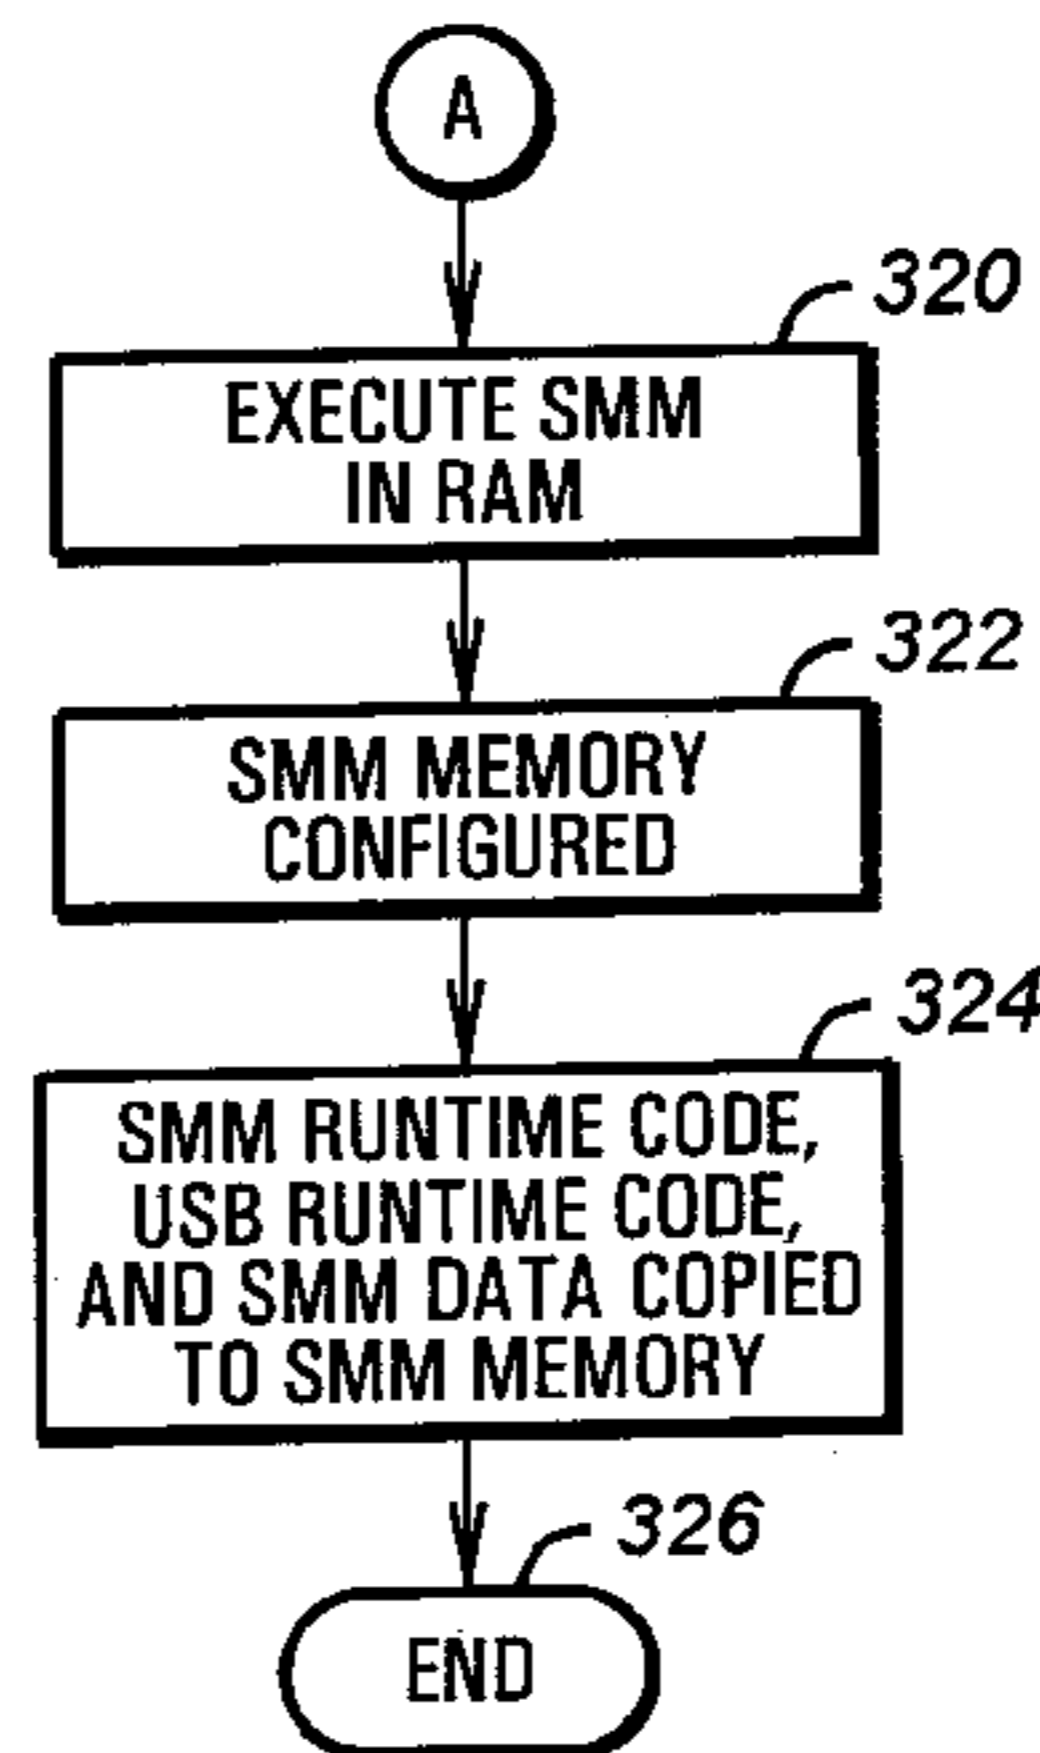 A
320
EXECUTE SMM
IN RAM
322
SMM MEMORY
CONFIGURED
324
SMM RUNTIME CODE,
USB RUNTIME CODE,
AND SMM DATA COPIED
TO SMM MEMORY
326
END